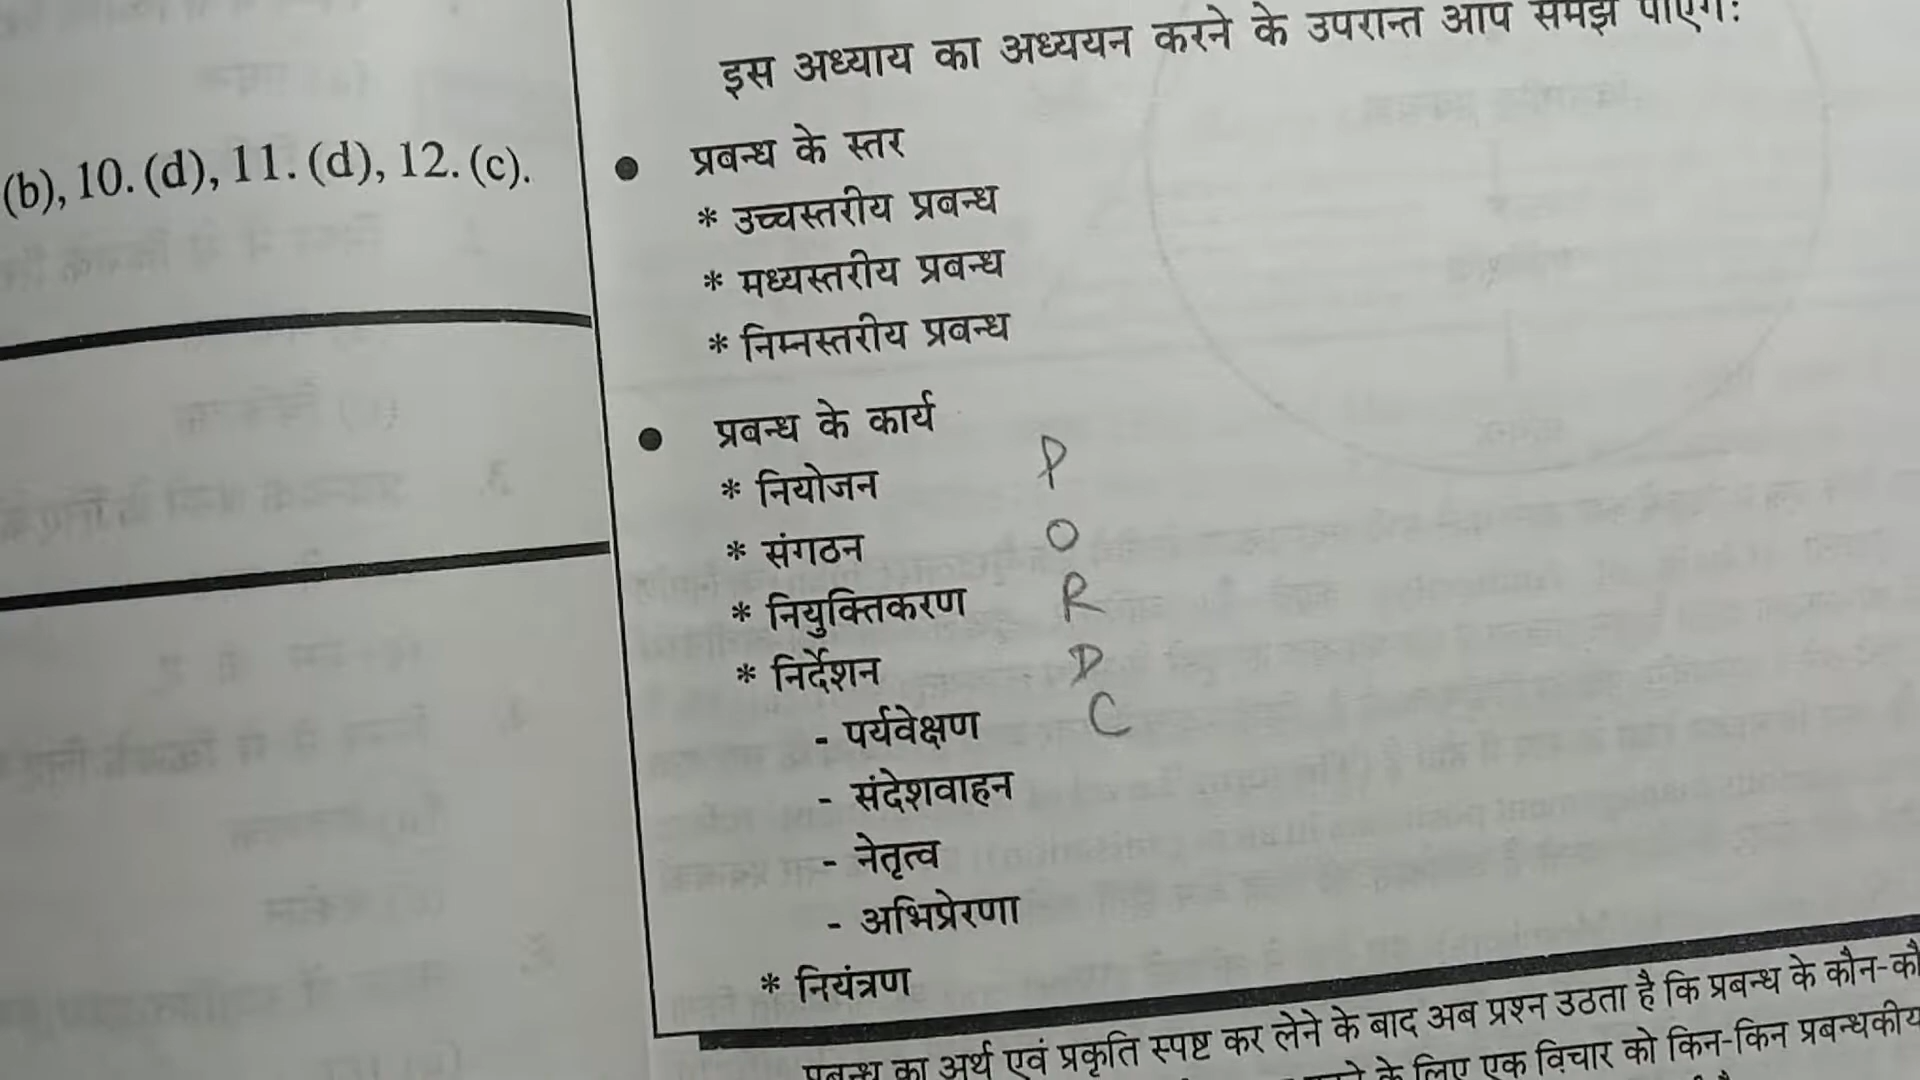 इस अध्याय का अध्ययन करने के उपरान्त आप समझ पाएंगे:
(b), 10. (d), 11. (d), 12. (c).
● प्रबन्ध के स्तर
* उच्चस्तरीय प्रबन्ध
* मध्यस्तरीय प्रबन्ध
* निम्नस्तरीय प्रबन्ध
● प्रबन्ध के कार्य
* नियोजन P
* संगठन O
* नियुक्तिकरण R
* निर्देशन D
- पर्यवेक्षण C
- संदेशवाहन
- नेतृत्व
- अभिप्रेरणा
* नियंत्रण
प्रबन्ध का अर्थ एवं प्रकृति स्पष्ट कर लेने के बाद अब प्रश्न उठता है कि प्रबन्ध के कौन-
के लिए एक विचार को किन-किन प्रबन्धकीय